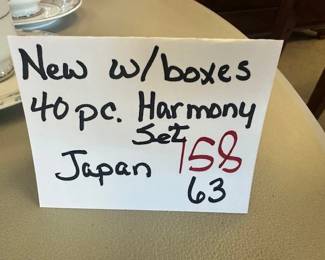 New w/boxes
40 pc. Harmony
Set
Japan 158
63